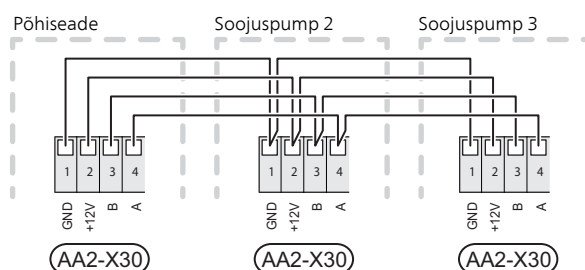 Põhiseade Soojuspump 2 Soojuspump 3
1 2 3 4 1 2 3 4 1 2 3 4
GND +12V B A GND +12V B A GND +12V B A
AA2-X30 AA2-X30 AA2-X30